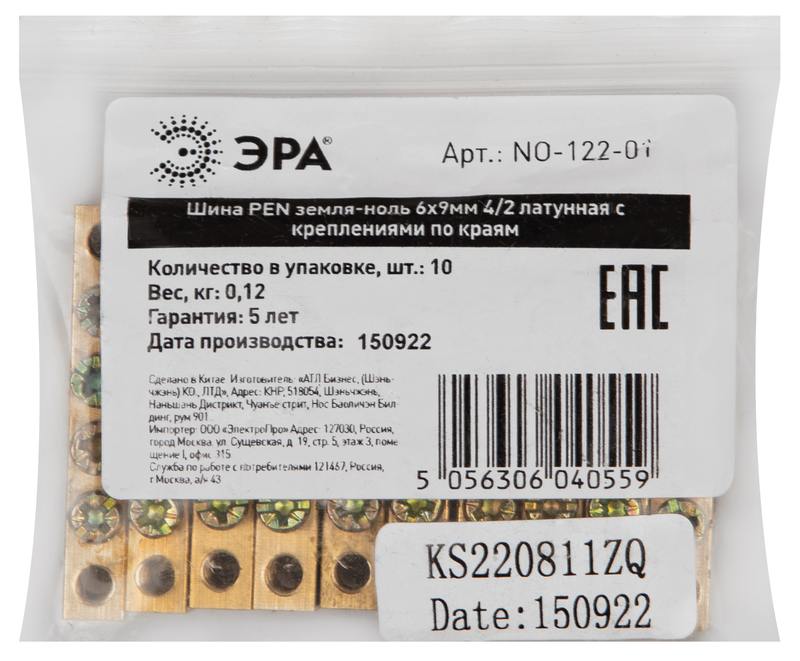 ЭРА®
Арт.: NO-122-01
Шина PEN земля-ноль 6х9мм 4/2 латунная с
креплениями по краям
Количество в упаковке, шт.: 10
Вес, кг: 0,12
Гарантия: 5 лет
Дата производства: 150922
ЕАС
Сделано в Китае. Изготовитель: «АТЛ Бизнес, (Шэнь-
чжэнь) КО., ЛТД», Адрес: КНР, 518054, Шэньчжэнь,
Наньшань Дистрикт, Чуанье стрит, Нос Баоличэн Бил-
динг, рум 901
Импортер: ООО «ЭлектроПро» Адрес: 127030, Россия,
город Москва, ул. Сущевская, д. 19, стр. 5, этаж 3, поме
щение I, офис 315
Служба по работе с потребителями 121467, Россия,
г Москва, а/я 43
5 056306 040559
KS220811ZQ
Date:150922